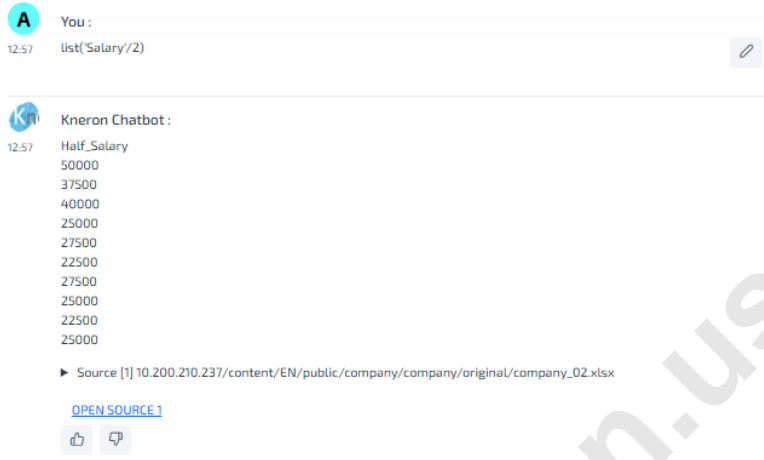 A
You :
12:57
list('Salary'/2)
Kn
Kneron Chatbot :
12:57
Half_Salary
50000
37500
40000
25000
27500
22500
27500
25000
22500
25000
▶ Source [1] 10.200.210.237/content/EN/public/company/company/original/company_02.xlsx
OPEN SOURCE 1
n.us